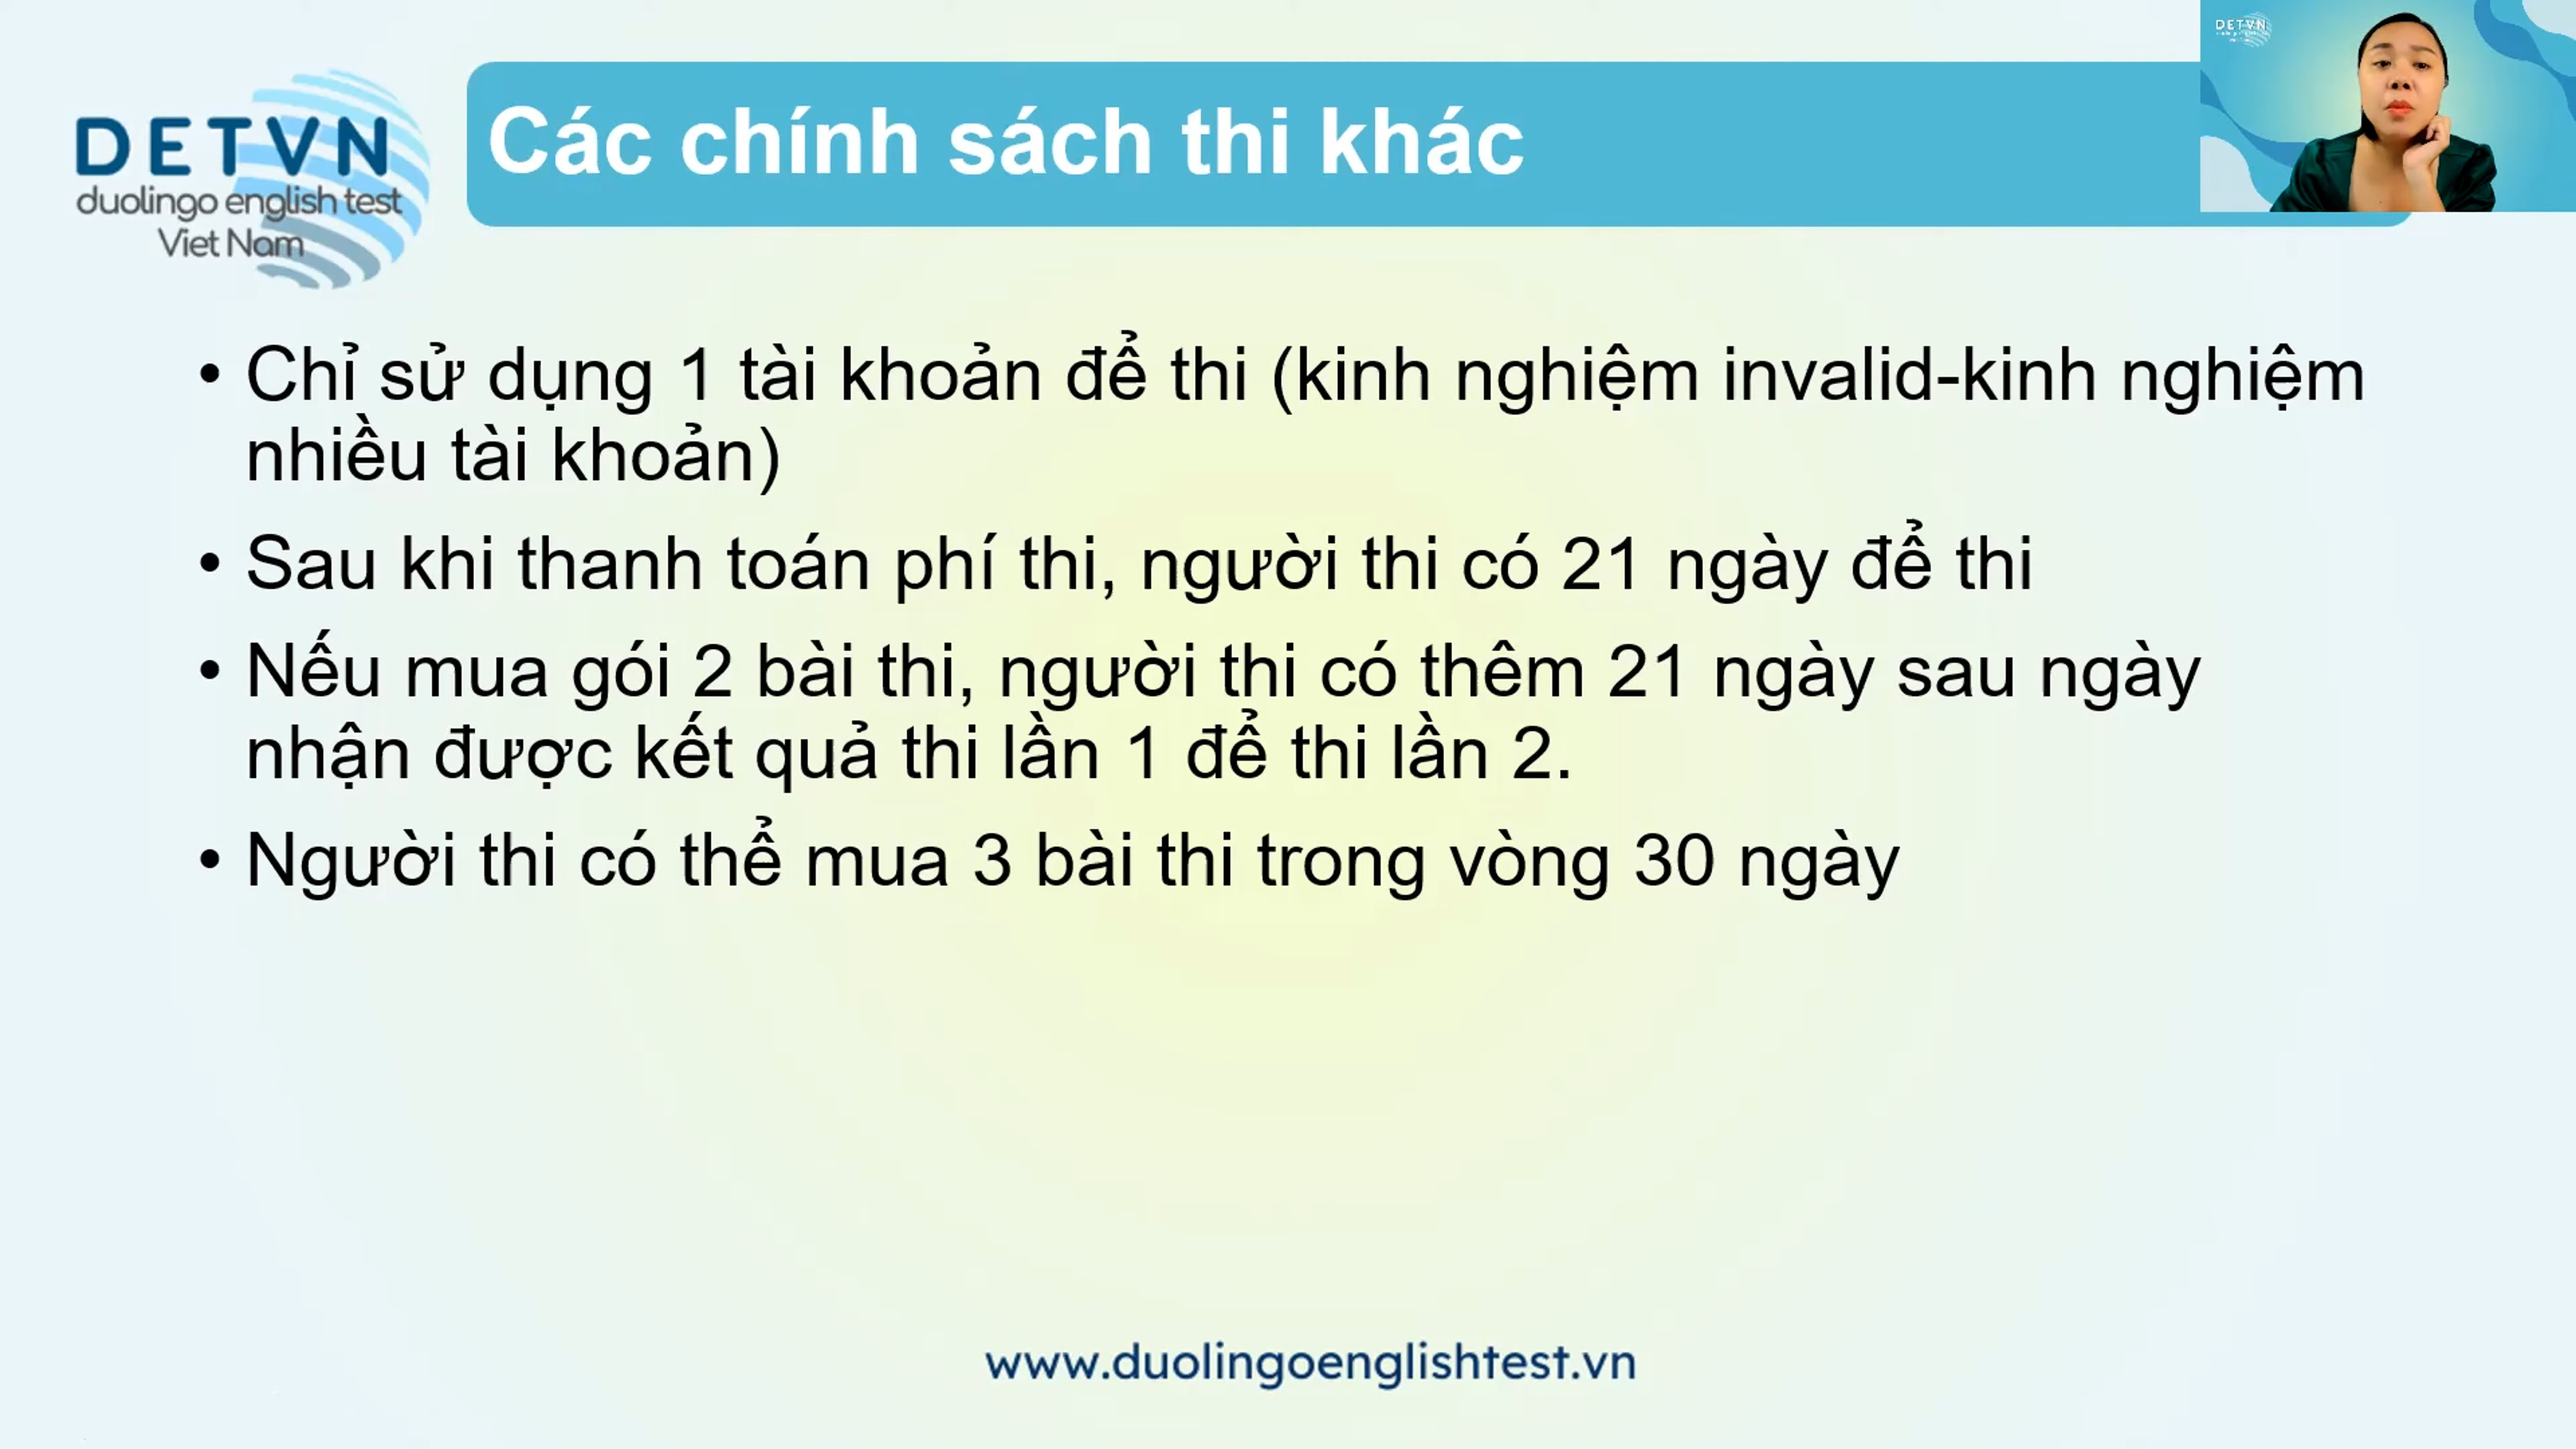 DETVN
duolingo english test
Viet Nam
Các chính sách thi khác
DETVN
• Chỉ sử dụng 1 tài khoản để thi (kinh nghiệm invalid-kinh nghiệm
nhiều tài khoản)
• Sau khi thanh toán phí thi, người thi có 21 ngày để thi
• Nếu mua gói 2 bài thi, người thi có thêm 21 ngày sau ngày
nhận được kết quả thi lần 1 để thi lần 2.
• Người thi có thể mua 3 bài thi trong vòng 30 ngày
www.duolingoenglishtest.vn